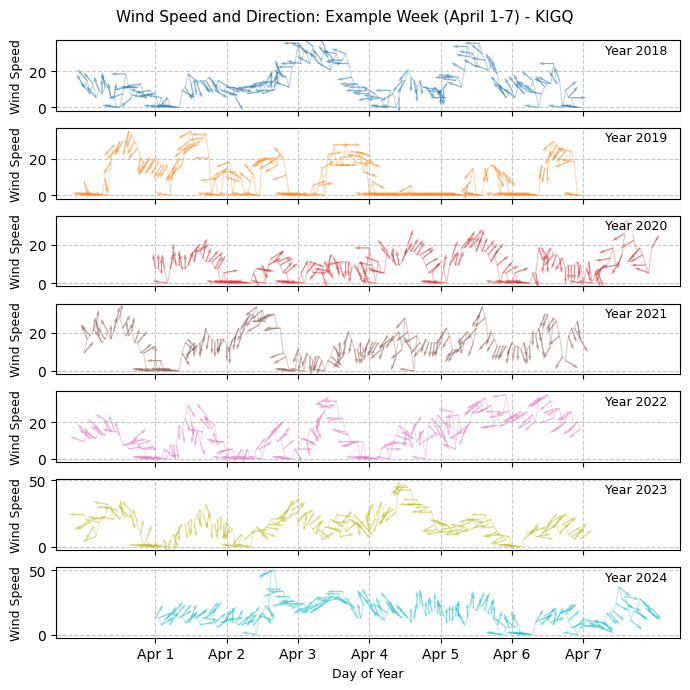 Wind Speed and Direction: Example Week (April 1-7) - KIGQ
Wind Speed
20
0
Year 2018
Wind Speed
20
0
Year 2019
Wind Speed
20
0
Year 2020
Wind Speed
20
0
Year 2021
Wind Speed
20
0
Year 2022
Wind Speed
50
0
Year 2023
Wind Speed
50
0
Year 2024
Apr 1 Apr 2 Apr 3 Apr 4 Apr 5 Apr 6 Apr 7
Day of Year